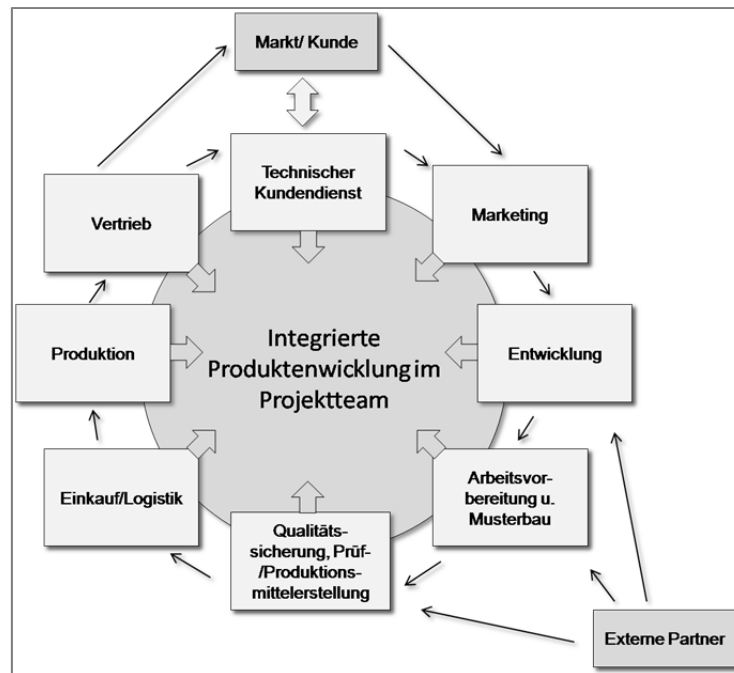 Markt/ Kunde
Technischer
Kundendienst
Marketing
Vertrieb
Produktion
Integrierte
Produktenwicklung im
Projektteam
Entwicklung
Einkauf/Logistik
Arbeitsvor-
bereitung u.
Musterbau
Qualitäts-
sicherung, Prüf-
/Produktions-
mittelerstellung
Externe Partner